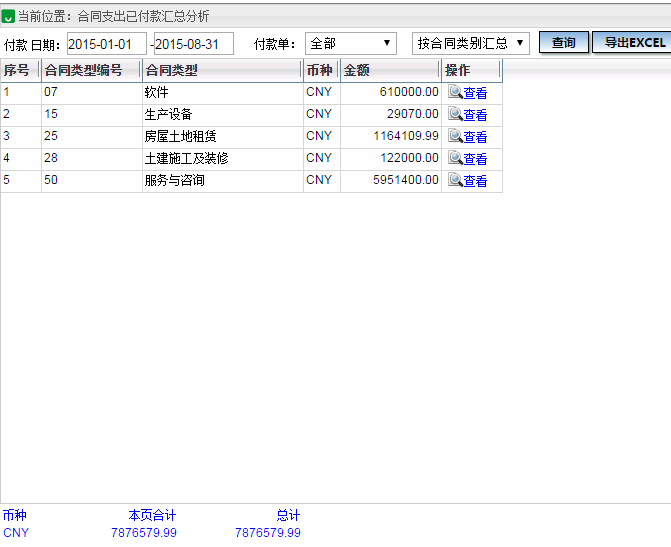 当前位置：合同支出已付款汇总分析
付款 日期： 2015-01-01 - 2015-08-31 付款单： 全部 按合同类别汇总 查询 导出EXCEL
序号 合同类型编号 合同类型 币种 金额 操作
1 07 软件 CNY 610000.00 查看
2 15 生产设备 CNY 29070.00 查看
3 25 房屋土地租赁 CNY 1164109.99 查看
4 28 土建施工及装修 CNY 122000.00 查看
5 50 服务与咨询 CNY 5951400.00 查看
币种 本页合计 总计
CNY 7876579.99 7876579.99